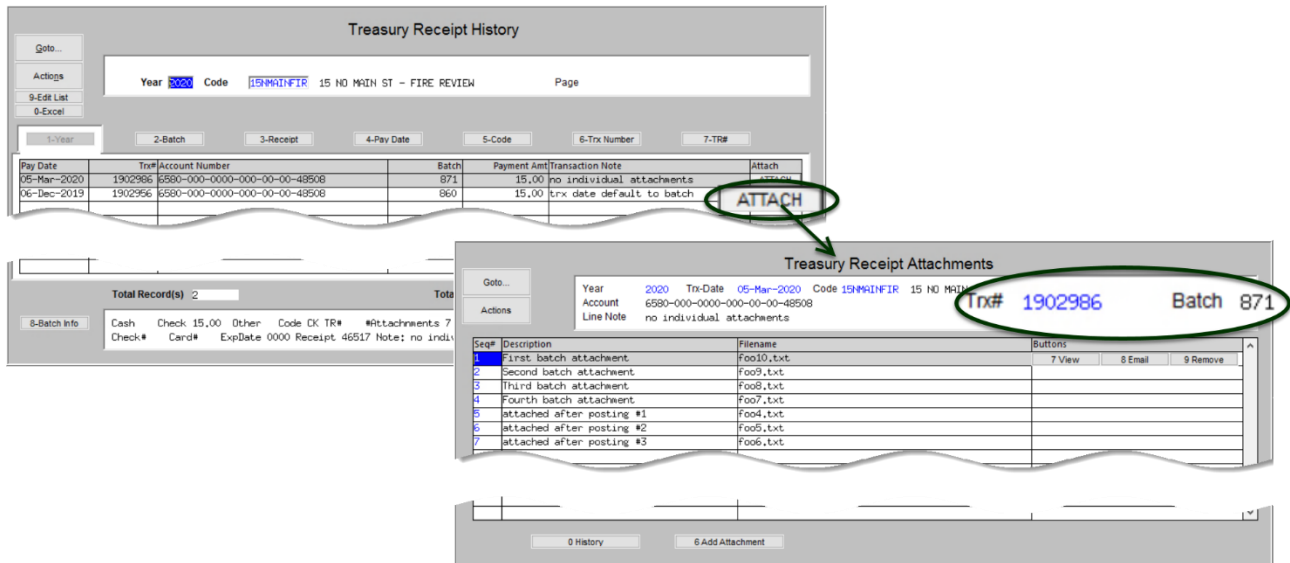 Treasury Receipt History
Goto...
Actions
9-Edit List
0-Excel
Year 2020 Code 15NMAINFIR 15 NO MAIN ST - FIRE REVIEW Page
1-Year 2-Batch 3-Receipt 4-Pay Date 5-Code 6-Trx Number 7-TR#
Pay Date Trx# Account Number Batch Payment Amt Transaction Note Attach
05-Mar-2020 1902986 6580-000-0000-000-00-00-48508 871 15.00 no individual attachments ATTACH
06-Dec-2019 1902956 6580-000-0000-000-00-00-48508 860 15.00 trx date default to batch
ATTACH
Total Record(s) 2 Tota
8-Batch Info
Cash Check 15.00 Other Code CK TR# #Attachments 7
Check# Card# ExpDate 0000 Receipt 46517 Note: no indiv
Treasury Receipt Attachments
Goto...
Actions
Year 2020 Trx-Date 05-Mar-2020 Code 15NMAINFIR 15 NO MAIN
Account 6580-000-0000-000-00-00-48508
Line Note no individual attachments
Trx# 1902986 Batch 871
Seq# Description Filename Buttons
1 First batch attachment foo10.txt 7 View 8 Email 9 Remove
2 Second batch attachment foo9.txt
3 Third batch attachment foo8.txt
4 Fourth batch attachment foo7.txt
5 attached after posting #1 foo4.txt
6 attached after posting #2 foo5.txt
7 attached after posting #3 foo6.txt
0 History 6 Add Attachment